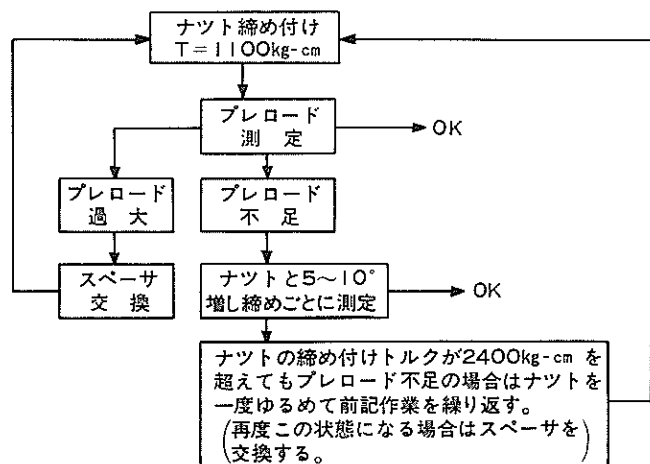 ナツト締め付け
T=1100kg-cm
プレロード
測 定
OK
プレロード
過 大
プレロード
不 足
スペーサ
交 換
ナツトと5～10°
増し締めごとに測定
OK
ナツトの締め付けトルクが2400kg-cm を
超えてもプレロード不足の場合はナツトを
一度ゆるめて前記作業を繰り返す。
(再度この状態になる場合はスペーサを
交換する。)